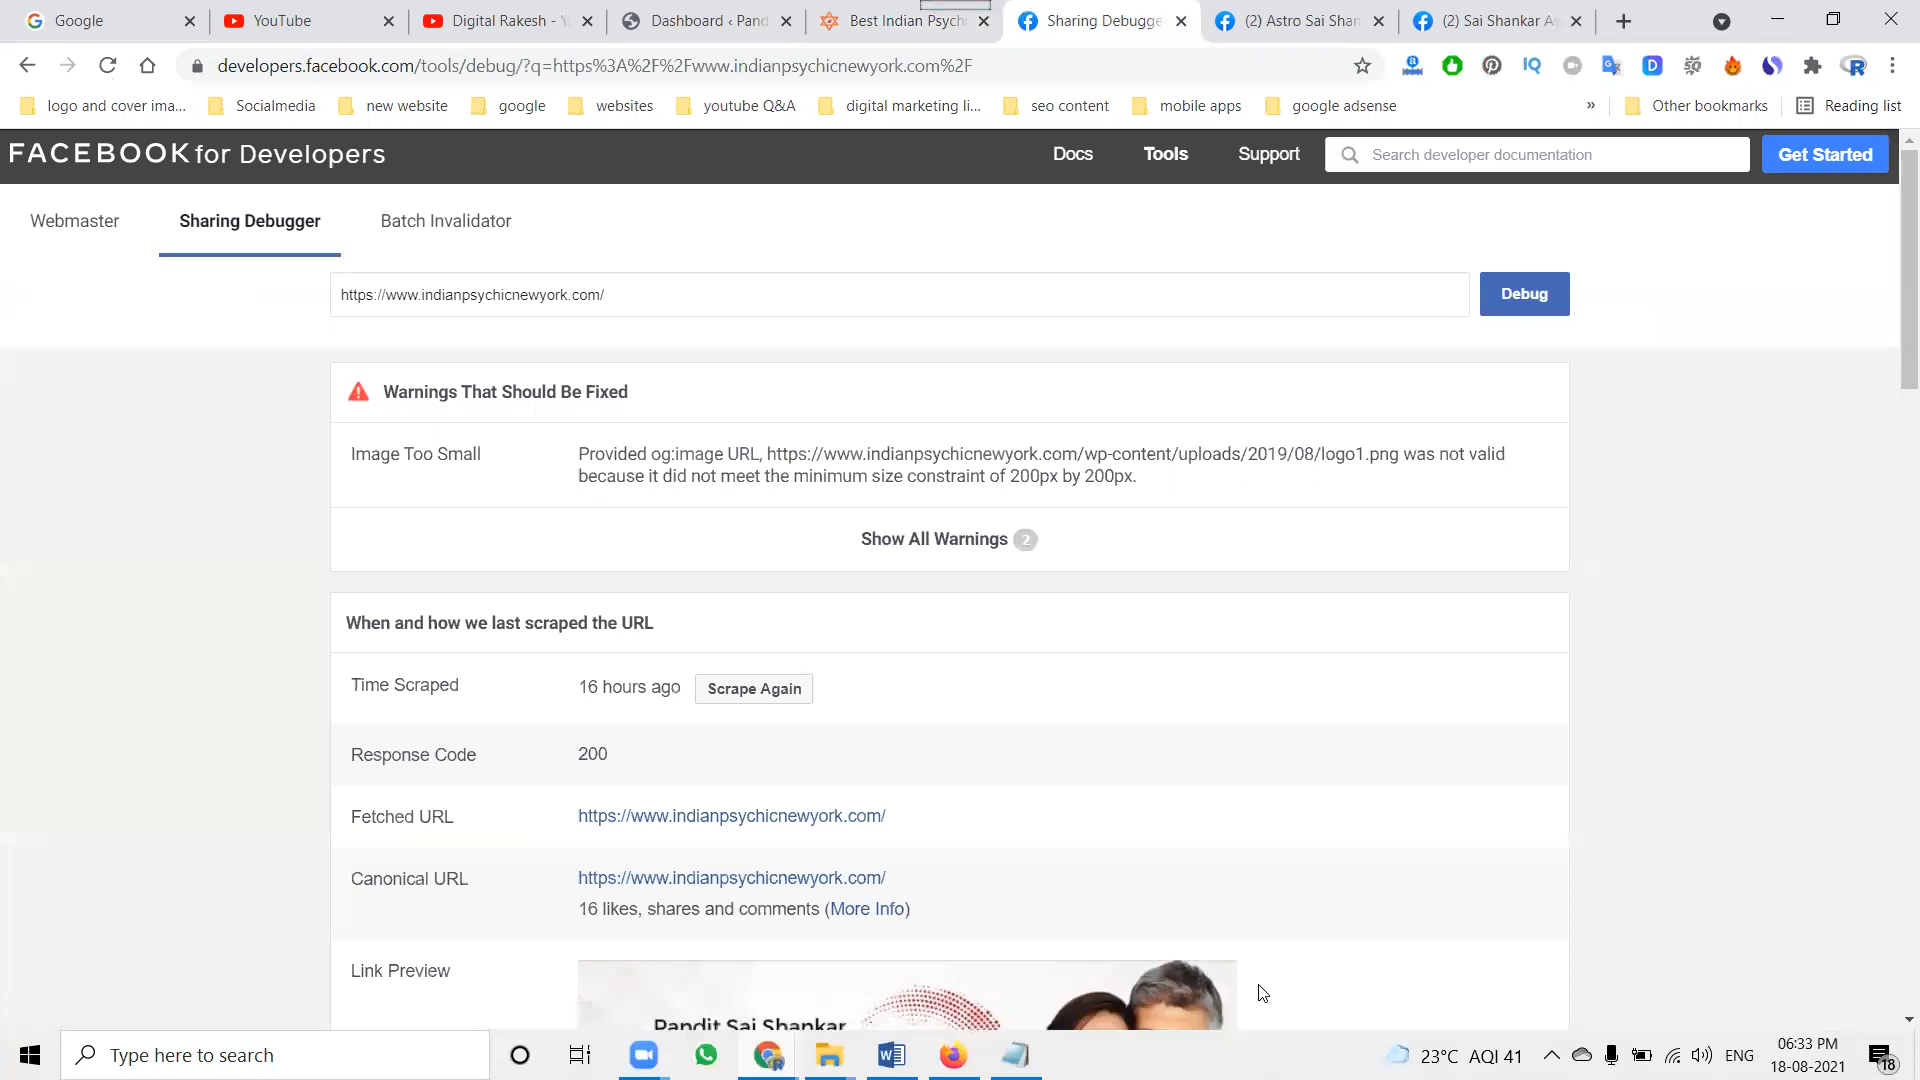 Google
YouTube
Digital Rakesh - Y
Dashboard ‹ Pand
Best Indian Psych
Sharing Debugge
(2) Astro Sai Shan
(2) Sai Shankar As
developers.facebook.com/tools/debug/?q=https%3A%2F%2Fwww.indianpsychicnewyork.com%2F
logo and cover ima...
Socialmedia
new website
google
websites
youtube Q&A
digital marketing li...
seo content
mobile apps
google adsense
»
Other bookmarks
Reading list
FACEBOOK for Developers
Docs
Tools
Support
Search developer documentation
Get Started
Webmaster
Sharing Debugger
Batch Invalidator
https://www.indianpsychicnewyork.com/
Debug
Warnings That Should Be Fixed
Image Too Small
Provided og:image URL, https://www.indianpsychicnewyork.com/wp-content/uploads/2019/08/logo1.png was not valid
because it did not meet the minimum size constraint of 200px by 200px.
Show All Warnings 2
When and how we last scraped the URL
Time Scraped
16 hours ago
Scrape Again
Response Code
200
Fetched URL
https://www.indianpsychicnewyork.com/
Canonical URL
https://www.indianpsychicnewyork.com/
16 likes, shares and comments (More Info)
Link Preview
Pandit Sai Shankar
Type here to search
23°C AQI 41
ENG
06:33 PM
18-08-2021
18